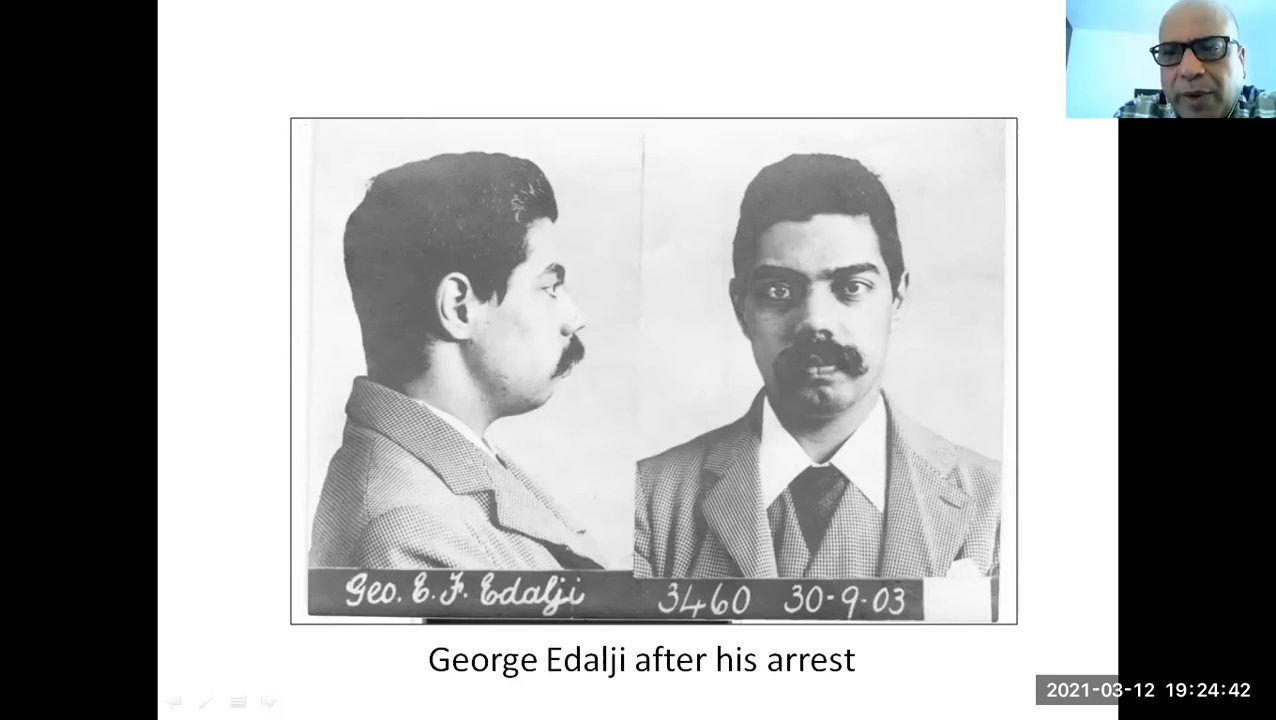 Geo. E. F. Edalji 3460 30-9-03
George Edalji after his arrest
2021-03-12 19:24:42